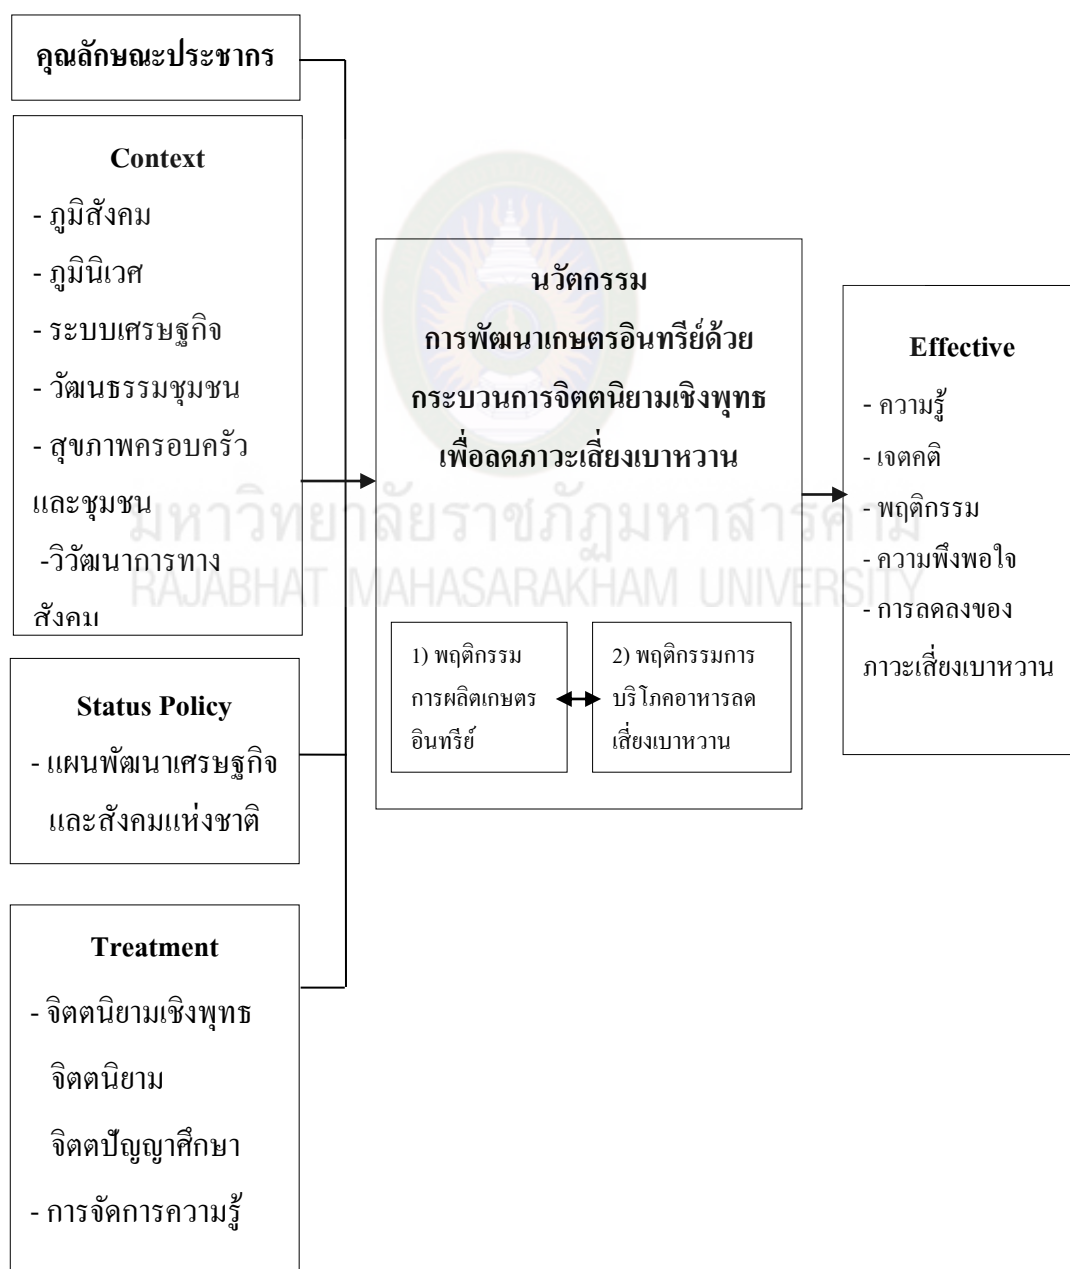 คุณลักษณะประชากร
Context
- ภูมิสังคม
- ภูมินิเวศ
- ระบบเศรษฐกิจ
- วัฒนธรรมชุมชน
- สุขภาพครอบครัว
และชุมชน
-วิวัฒนาการทาง
สังคม
Status Policy
- แผนพัฒนาเศรษฐกิจ
และสังคมแห่งชาติ
Treatment
- จิตตนิยามเชิงพุทธ
จิตตนิยาม
จิตตปัญญาศึกษา
- การจัดการความรู้
นวัตกรรม
การพัฒนาเกษตรอินทรีย์ด้วย
กระบวนการจิตตนิยามเชิงพุทธ
เพื่อลดภาวะเสี่ยงเบาหวาน
1) พฤติกรรม
การผลิตเกษตร
อินทรีย์
2) พฤติกรรมการ
บริโภคอาหารลด
เสี่ยงเบาหวาน
Effective
- ความรู้
- เจตคติ
- พฤติกรรม
- ความพึงพอใจ
- การลดลงของ
ภาวะเสี่ยงเบาหวาน
มหาวิทยาลัยราชภัฏมหาสารคาม
RAJABHAT MAHASARAKHAM UNIVERSITY